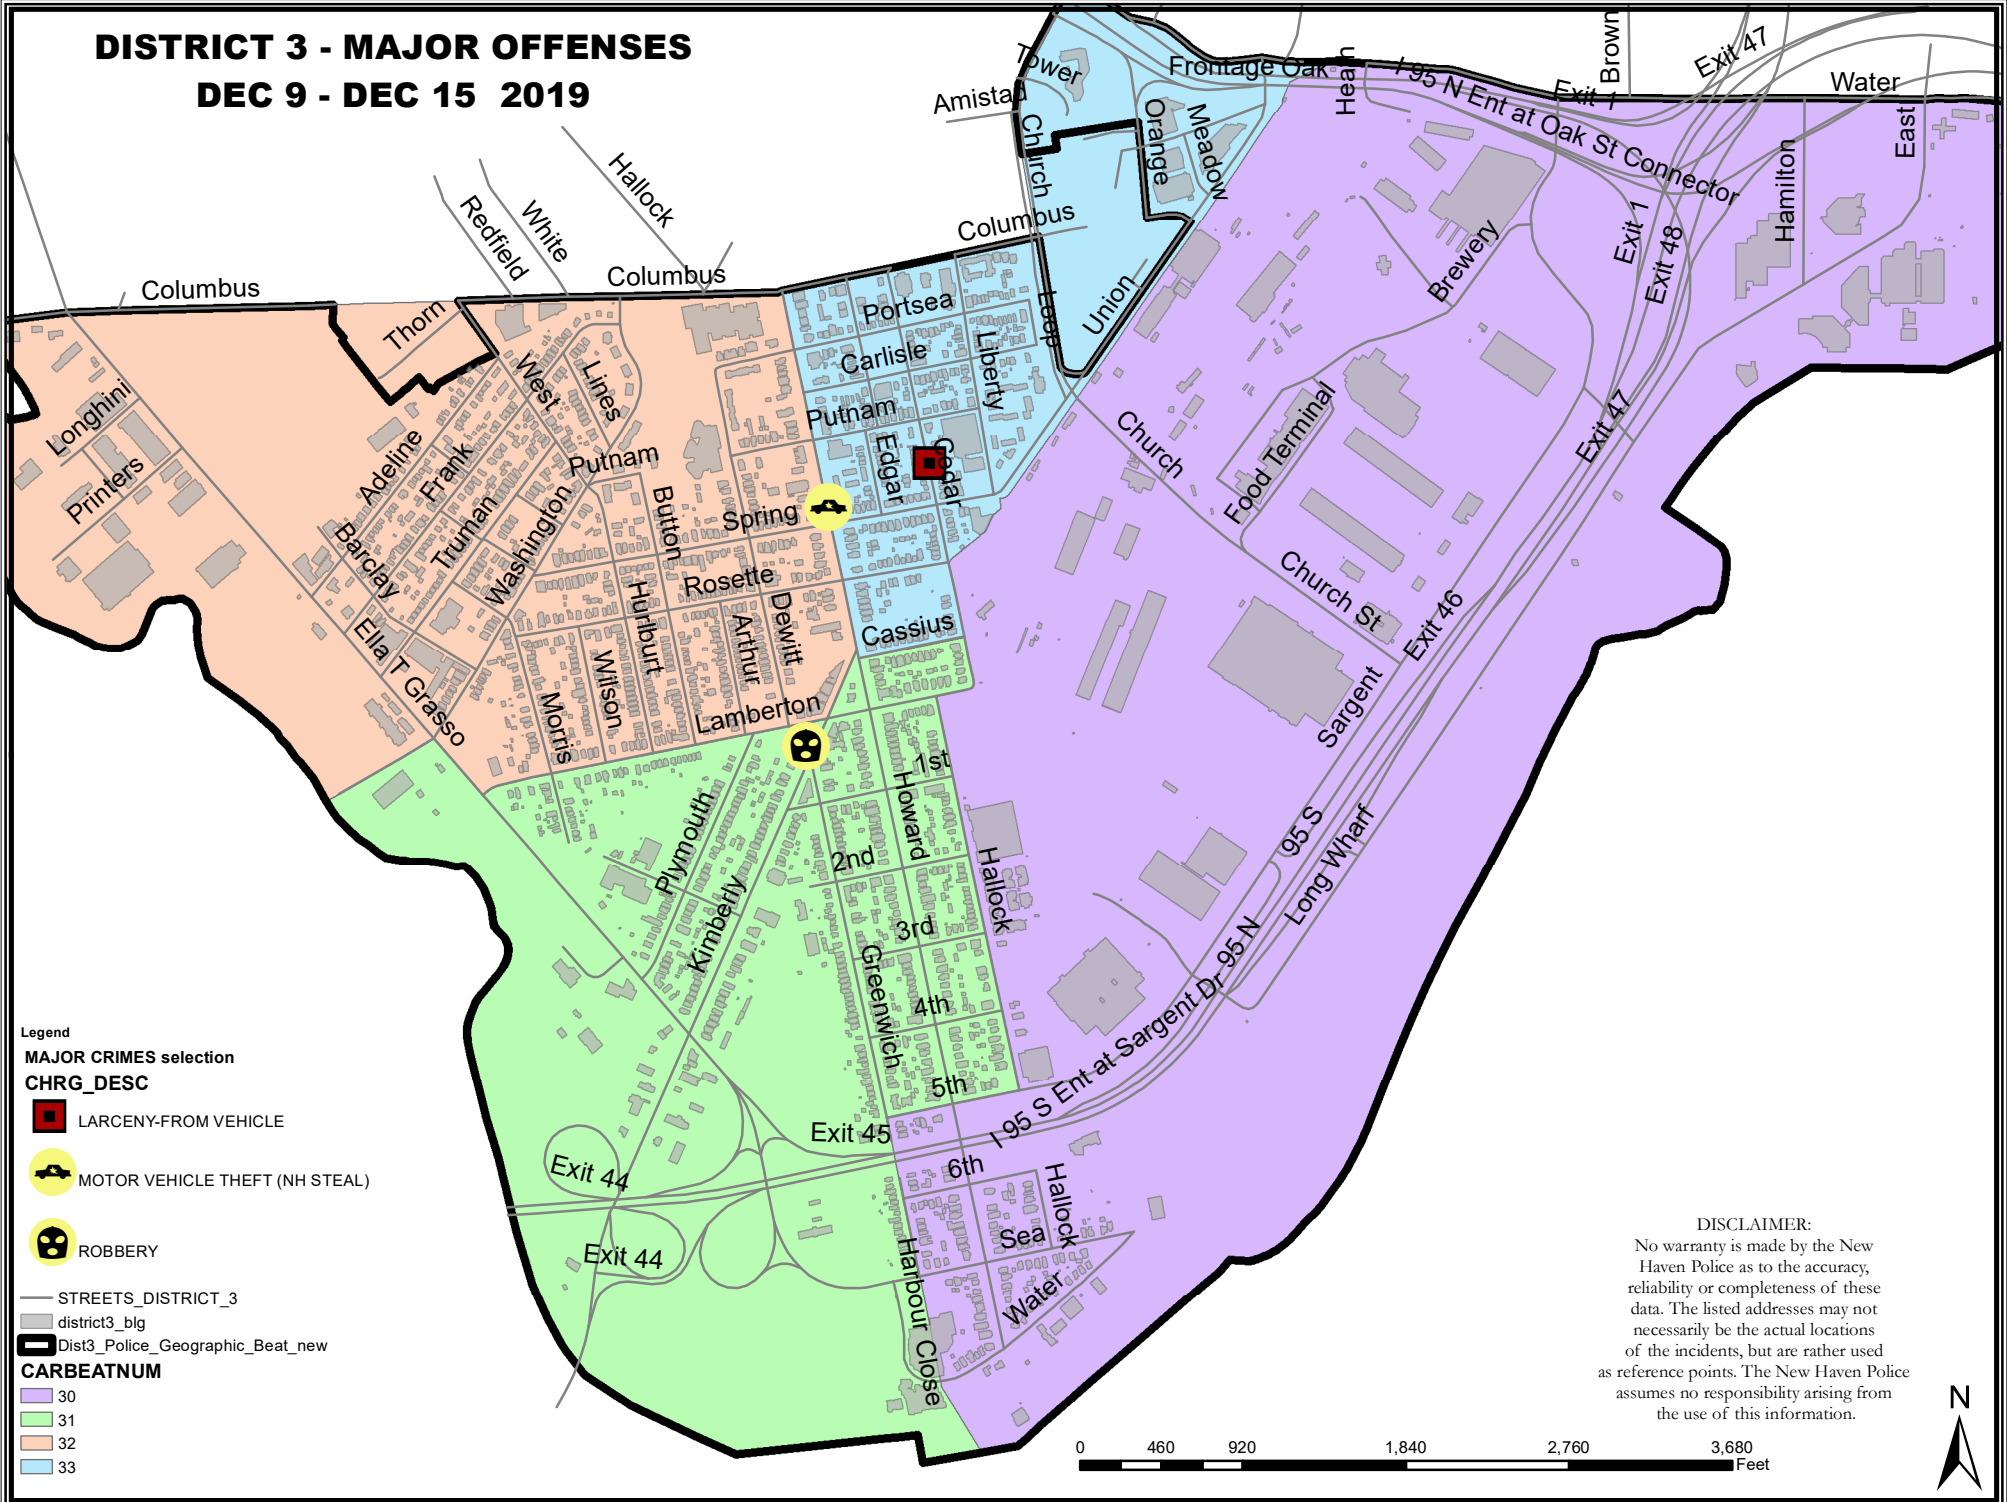 DISTRICT 3 - MAJOR OFFENSES
DEC 9 - DEC 15 2019
Tower
Amistad
Church
Frontage Oak
Heath
I 95 N Ent at Oak St Connector
Exit 1
Brown
Exit 47
Water
East
Hamilton
Orange
Meadow
Hallock
White
Redfield
Columbus
Columbus
Columbus
Thorn
Portsea
Carlisle
Liberty
Loop
Union
Brewery
Exit 1
Exit 48
West
Lines
Longhini
Printers
Adeline
Frank
Truman
Washington
Barclay
Putnam
Putnam
Edgar
Cedar
Button
Spring
Rosette
Hurlburt
Dewitt
Arthur
Wilson
Morris
Lamberton
Cassius
Ella T Grasso
Church
Food Terminal
Church St
Exit 47
Exit 46
Sargent
1st
Howard
2nd
Plymouth
Kimberly
Hallock
3rd
Greenwich
4th
5th
95 S
Long Wharf
95 N
I 95 S Ent at Sargent Dr
Exit 45
Exit 44
Exit 44
6th
Hallock
Sea
Water
Harbour Close
Legend
MAJOR CRIMES selection
CHRG_DESC
LARCENY-FROM VEHICLE
MOTOR VEHICLE THEFT (NH STEAL)
ROBBERY
STREETS_DISTRICT_3
district3_blg
Dist3_Police_Geographic_Beat_new
CARBEATNUM
30
31
32
33
DISCLAIMER:
No warranty is made by the New
Haven Police as to the accuracy,
reliability or completeness of these
data. The listed addresses may not
necessarily be the actual locations
of the incidents, but are rather used
as reference points. The New Haven Police
assumes no responsibility arising from
the use of this information.
N
0 460 920 1,840 2,760 3,680
Feet